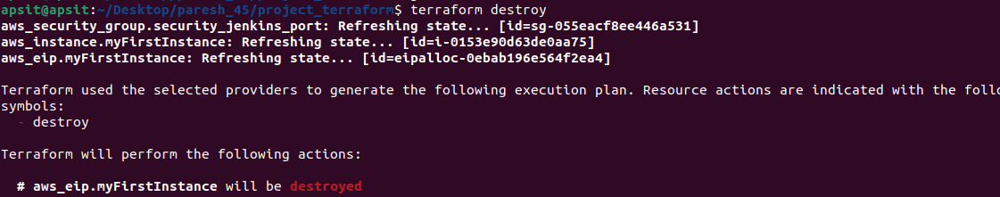 apsit@apsit:~/Desktop/paresh_45/project_terraform$ terraform destroy
aws_security_group.security_jenkins_port: Refreshing state... [id=sg-055eacf8ee446a531]
aws_instance.myFirstInstance: Refreshing state... [id=i-0153e90d63de0aa75]
aws_eip.myFirstInstance: Refreshing state... [id=eipalloc-0ebab196e564f2ea4]
Terraform used the selected providers to generate the following execution plan. Resource actions are indicated with the follo
symbols:
- destroy
Terraform will perform the following actions:
# aws_eip.myFirstInstance will be destroyed